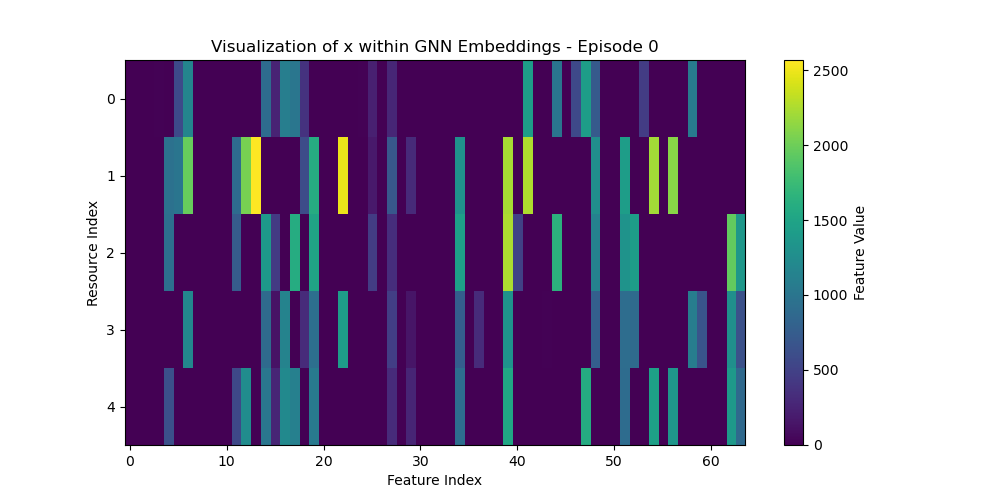 Visualization of x within GNN Embeddings - Episode 0
Resource Index
0
1
2
3
4
0 10 20 30 40 50 60
Feature Index
2500
2000
1500
1000
500
0
Feature Value